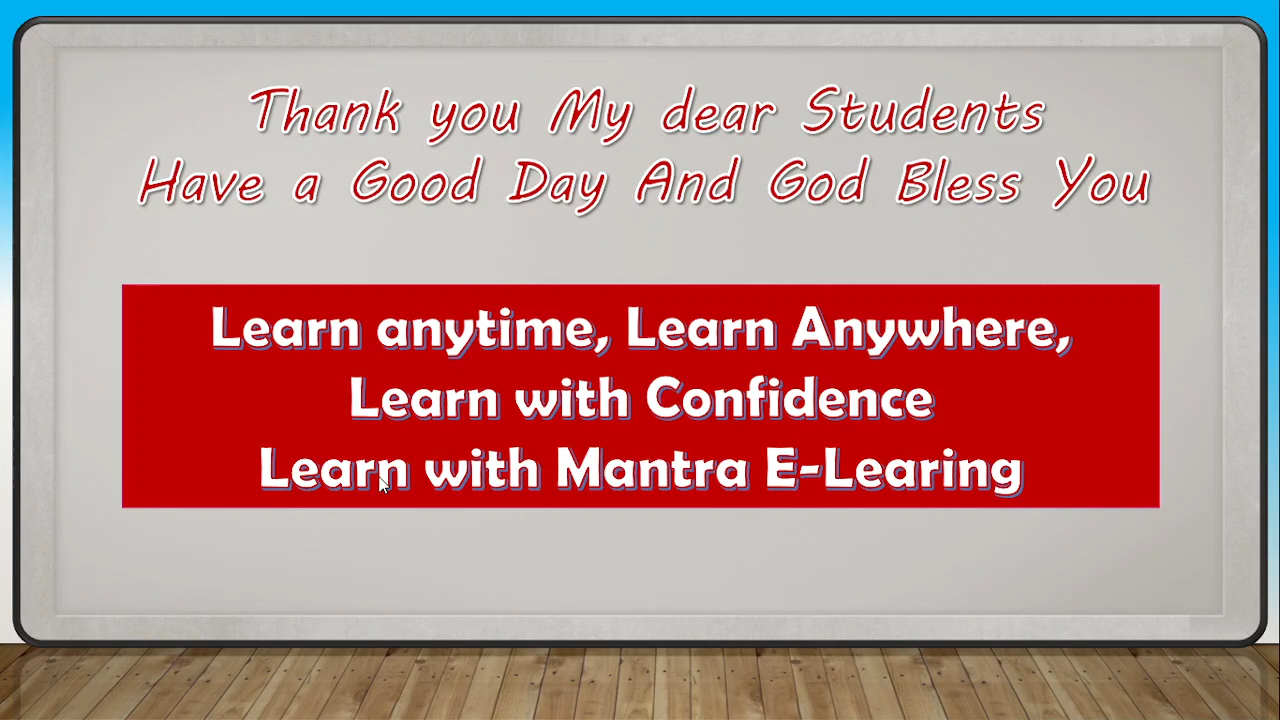 Thank you My dear Students
Have a Good Day And God Bless You
Learn anytime, Learn Anywhere,
Learn with Confidence
Learn with Mantra E-Learing